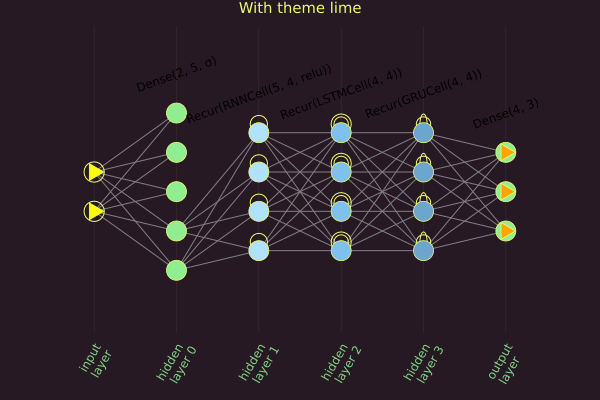 With theme lime
Dense(2, 5, σ)
Recur(RNNCell(5, 4, relu))
Recur(LSTMCell(4, 4))
Recur(GRUCell(4, 4))
Dense(4, 3)
input
layer
hidden
layer 0
hidden
layer 1
hidden
layer 2
hidden
layer 3
output
layer